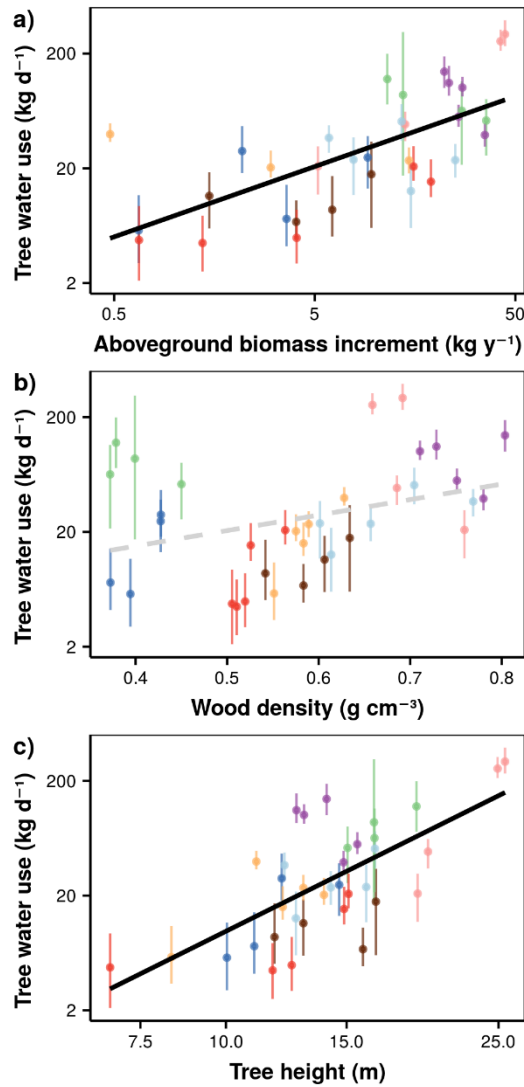 a)
Tree water use (kg d⁻¹)
200
20
2
0.5 5 50
Aboveground biomass increment (kg y⁻¹)
b)
Tree water use (kg d⁻¹)
200
20
2
0.4 0.5 0.6 0.7 0.8
Wood density (g cm⁻³)
c)
Tree water use (kg d⁻¹)
200
20
2
7.5 10.0 15.0 25.0
Tree height (m)